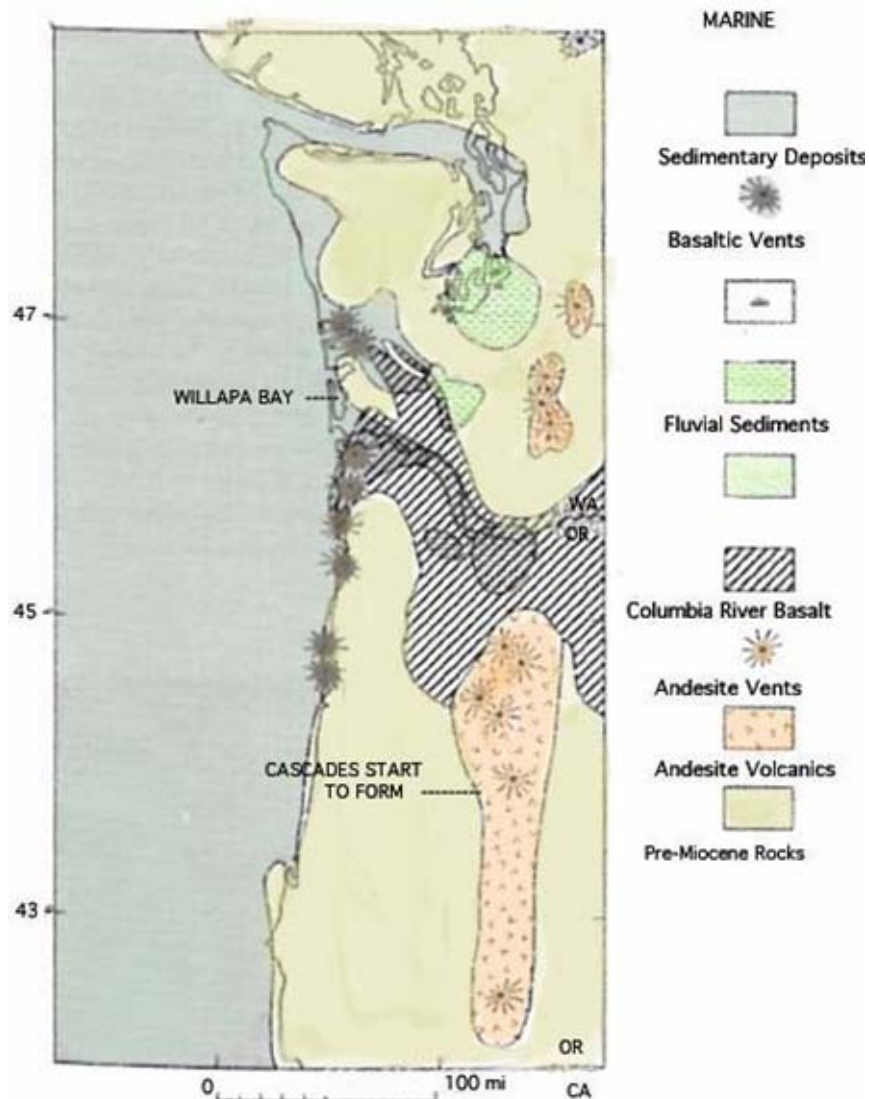 MARINE
Sedimentary Deposits
Basaltic Vents
47
WILLAPA BAY
Fluvial Sediments
WA
OR
45
Columbia River Basalt
Andesite Vents
CASCADES START
TO FORM
Andesite Volcanics
Pre-Miocene Rocks
43
OR
0
100 mi
CA